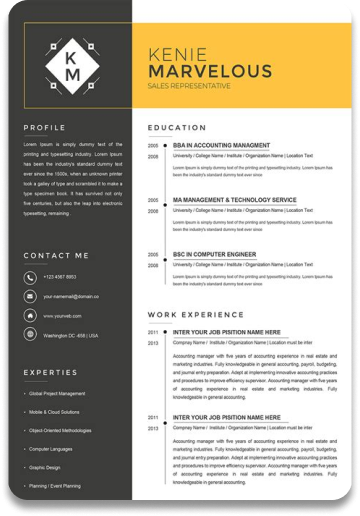 K
M
KENIE
MARVELOUS
SALES REPRESENTATIVE
PROFILE
Lorem Ipsum is simply dummy text of the
printing and typesetting industry. Lorem Ipsum
has been the industry's standard dummy text
ever since the 1500s, when an unknown printer
took a galley of type and scrambled it to make a
type specimen book. It has survived not only
five centuries, but also the leap into electronic
typesetting, remaining
CONTACT ME
+123 4567 8953
your-namemail@domain.co
www.yourweb.com
Washington DC -658 | USA
EXPERTIES
• Global Project Management
• Mobile & Cloud Solutions
• Object-Oriented Methodologies
• Computer Languages
• Graphic Design
• Planning / Event Planning
EDUCATION
2005 BBA IN ACCOUNTING MANAGMENT
2008 University / College Name / Institute / Organization Name | Location Text
Lorem Ipsum is simply dummy text of the printing and typesetting industry. Lorem Ipsum has
been the industry's standard dummy text ever since
2005 MA MANAGEMENT & TECHNOLOGY SERVICE
2008 University / College Name / Institute / Organization Name | Location Text
Lorem Ipsum is simply dummy text of the printing and typesetting industry. Lorem Ipsum has
been the industry's standard dummy text ever since
2005 BSC IN COMPUTER ENGINEER
2008 University / College Name / Institute / Organization Name | Location Text
Lorem Ipsum is simply dummy text of the printing and typesetting industry. Lorem Ipsum has
been the industry's standard dummy text ever since
WORK EXPERIENCE
2011 INTER YOUR JOB PISITION NAME HERE
2013 Compnay Name / Institute / Organization Name | Location must be inter
Accounting manager with five years of accounting experience in real estate and
marketing industries. Fully knowledgeable in general accounting, payroll, budgeting,
and journal entry preparation. Adept at implementing innovative accounting practices
and procedures to improve efficiency supervisor. Accounting manager with five years
of accounting experience in real estate and marketing industries. Fully
knowledgeable in general accounting.
2011 INTER YOUR JOB PISITION NAME HERE
2013 Compnay Name / Institute / Organization Name | Location must be inter
Accounting manager with five years of accounting experience in real estate and
marketing industries. Fully knowledgeable in general accounting, payroll, budgeting,
and journal entry preparation. Adept at implementing innovative accounting practices
and procedures to improve efficiency supervisor. Accounting manager with five years
of accounting experience in real estate and marketing industries. Fully
knowledgeable in general accounting.